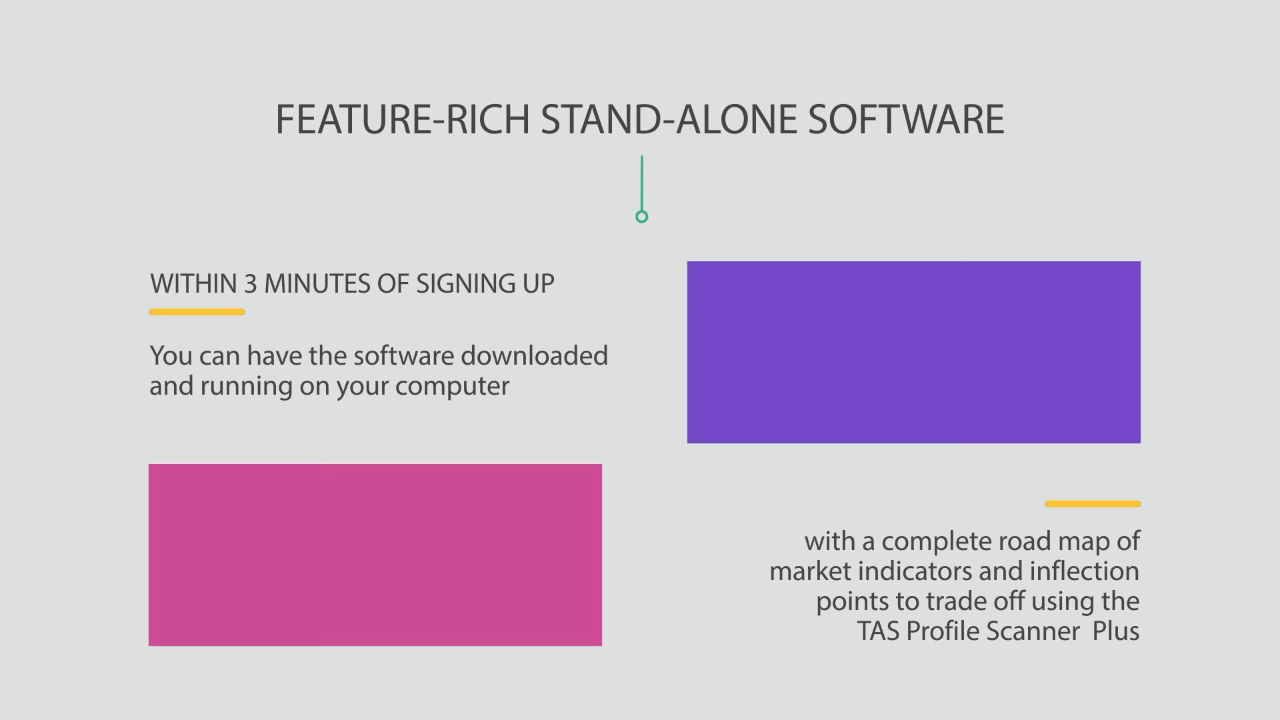 FEATURE-RICH STAND-ALONE SOFTWARE
WITHIN 3 MINUTES OF SIGNING UP
You can have the software downloaded
and running on your computer
with a complete road map of
market indicators and inflection
points to trade off using the
TAS Profile Scanner  Plus